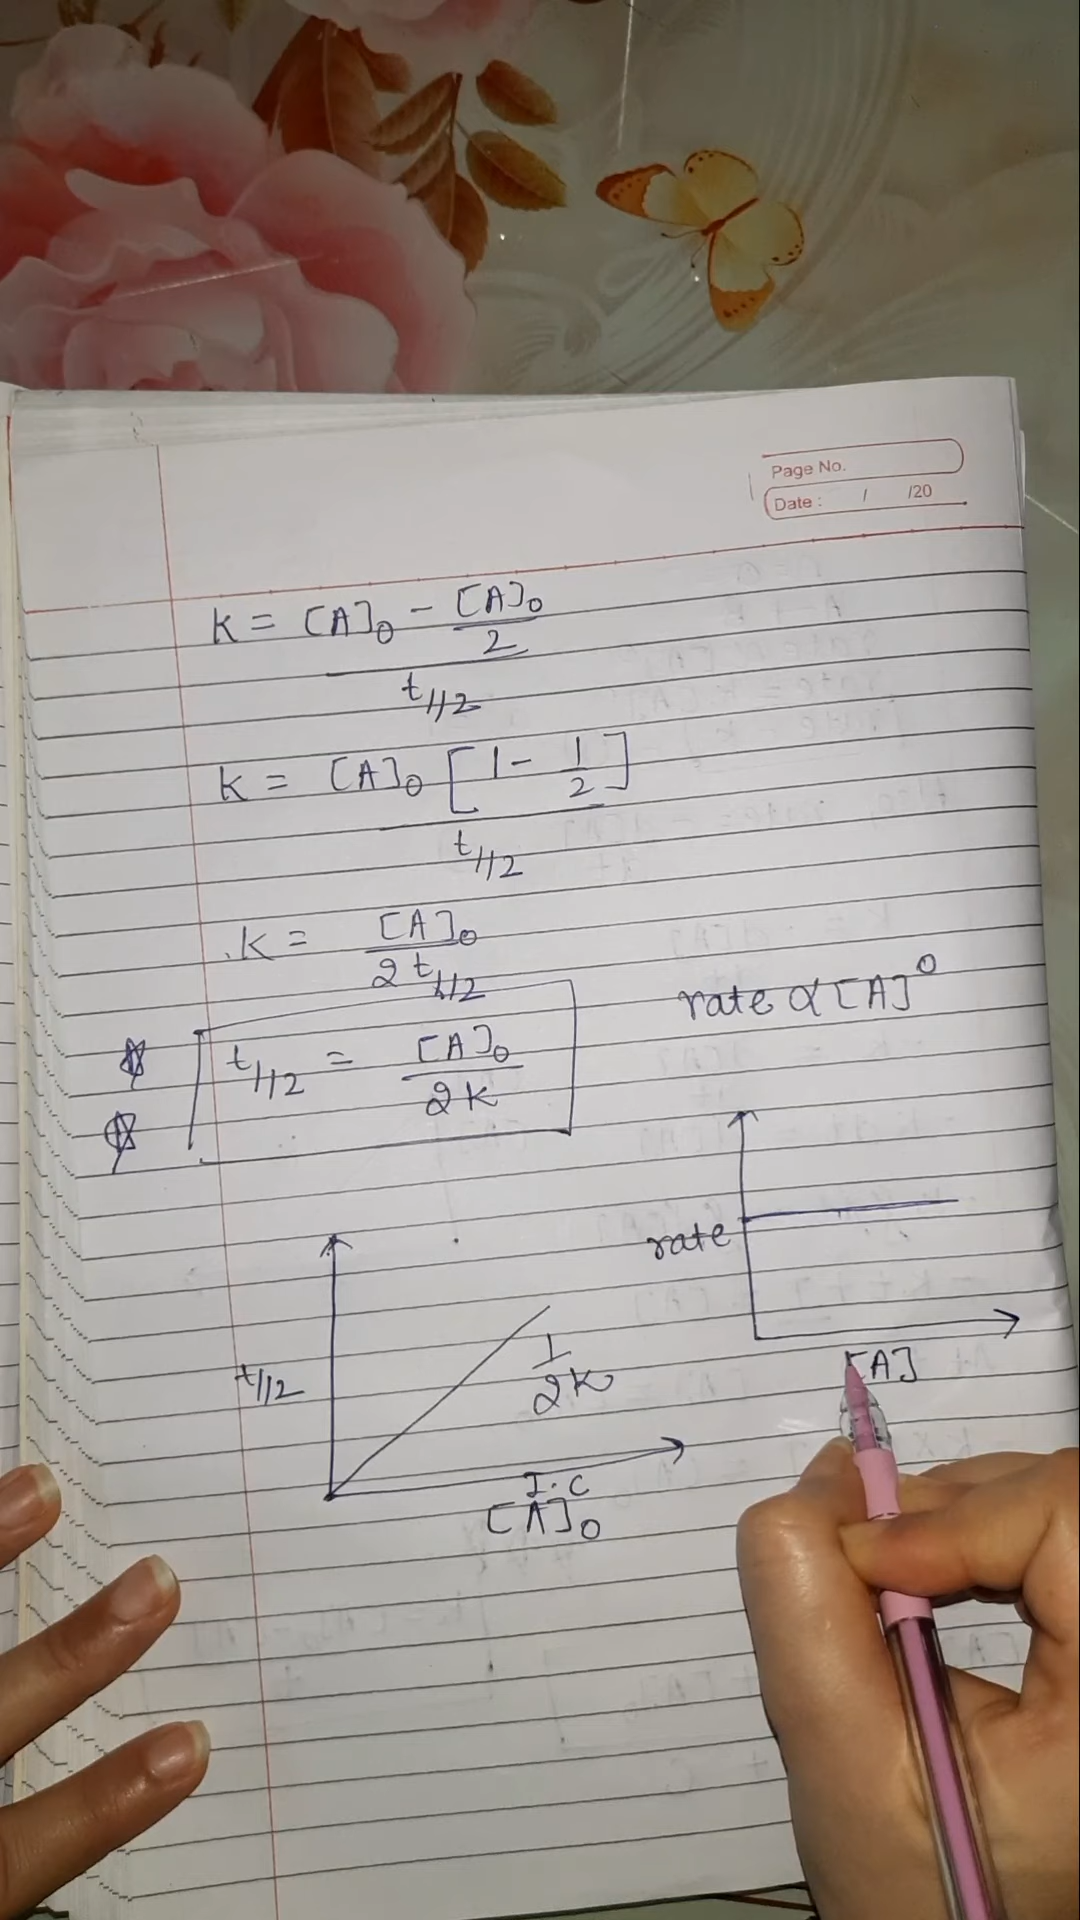 Page No.
Date : / /20
K = [A]₀ - [A]₀/2
t1/2
K = [A]₀ [1 - 1/2]
t1/2
K = [A]₀
2 t1/2
rate ∝ [A]⁰
t1/2 = [A]₀
2K
rate
[A]
t1/2
1/2K
I.C
[A]₀